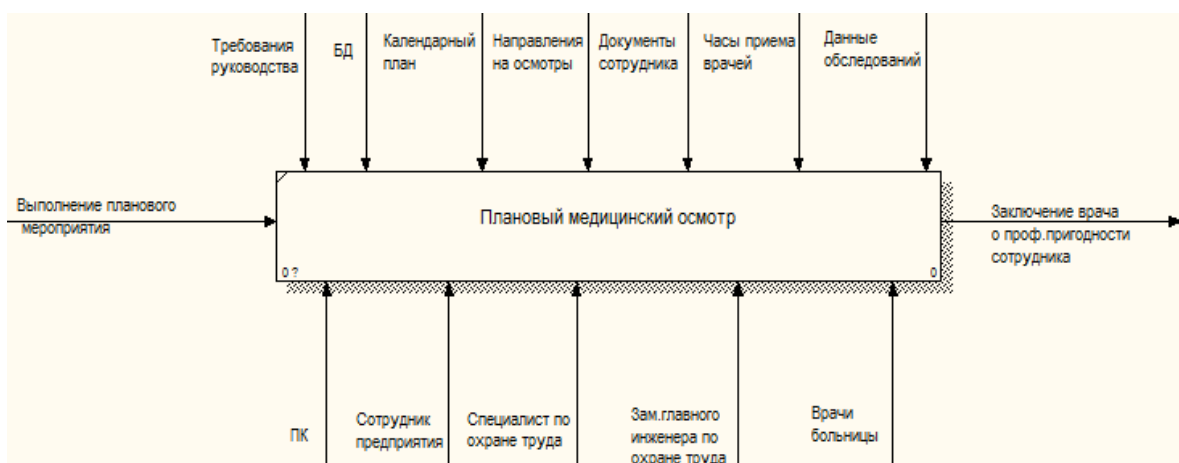 Требования
руководства
БД
Календарный
план
Направления
на осмотры
Документы
сотрудника
Часы приема
врачей
Данные
обследований
Выполнение планового
мероприятия
Плановый медицинский осмотр
0 ?
0
Заключение врача
о проф.пригодности
сотрудника
ПК
Сотрудник
предприятия
Специалист по
охране труда
Зам.главного
инженера по
охране труда
Врачи
больницы